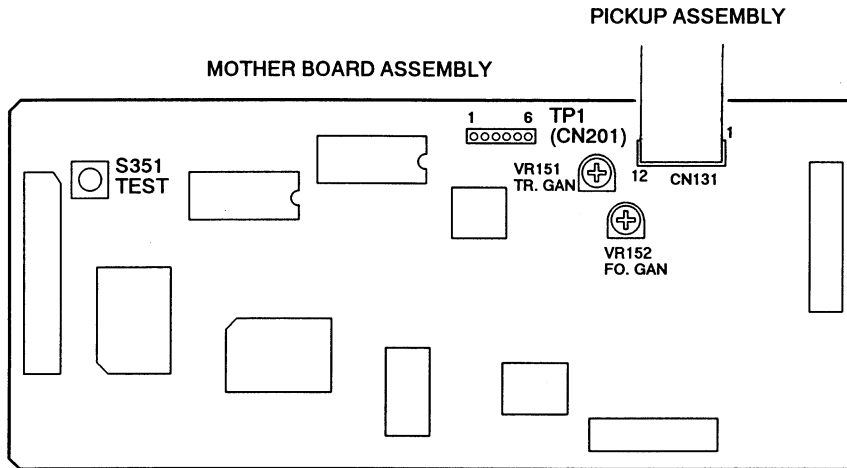 PICKUP ASSEMBLY
MOTHER BOARD ASSEMBLY
1 6 TP1
(CN201)
S351
TEST
VR151
TR. GAN
1
12 CN131
VR152
FO. GAN